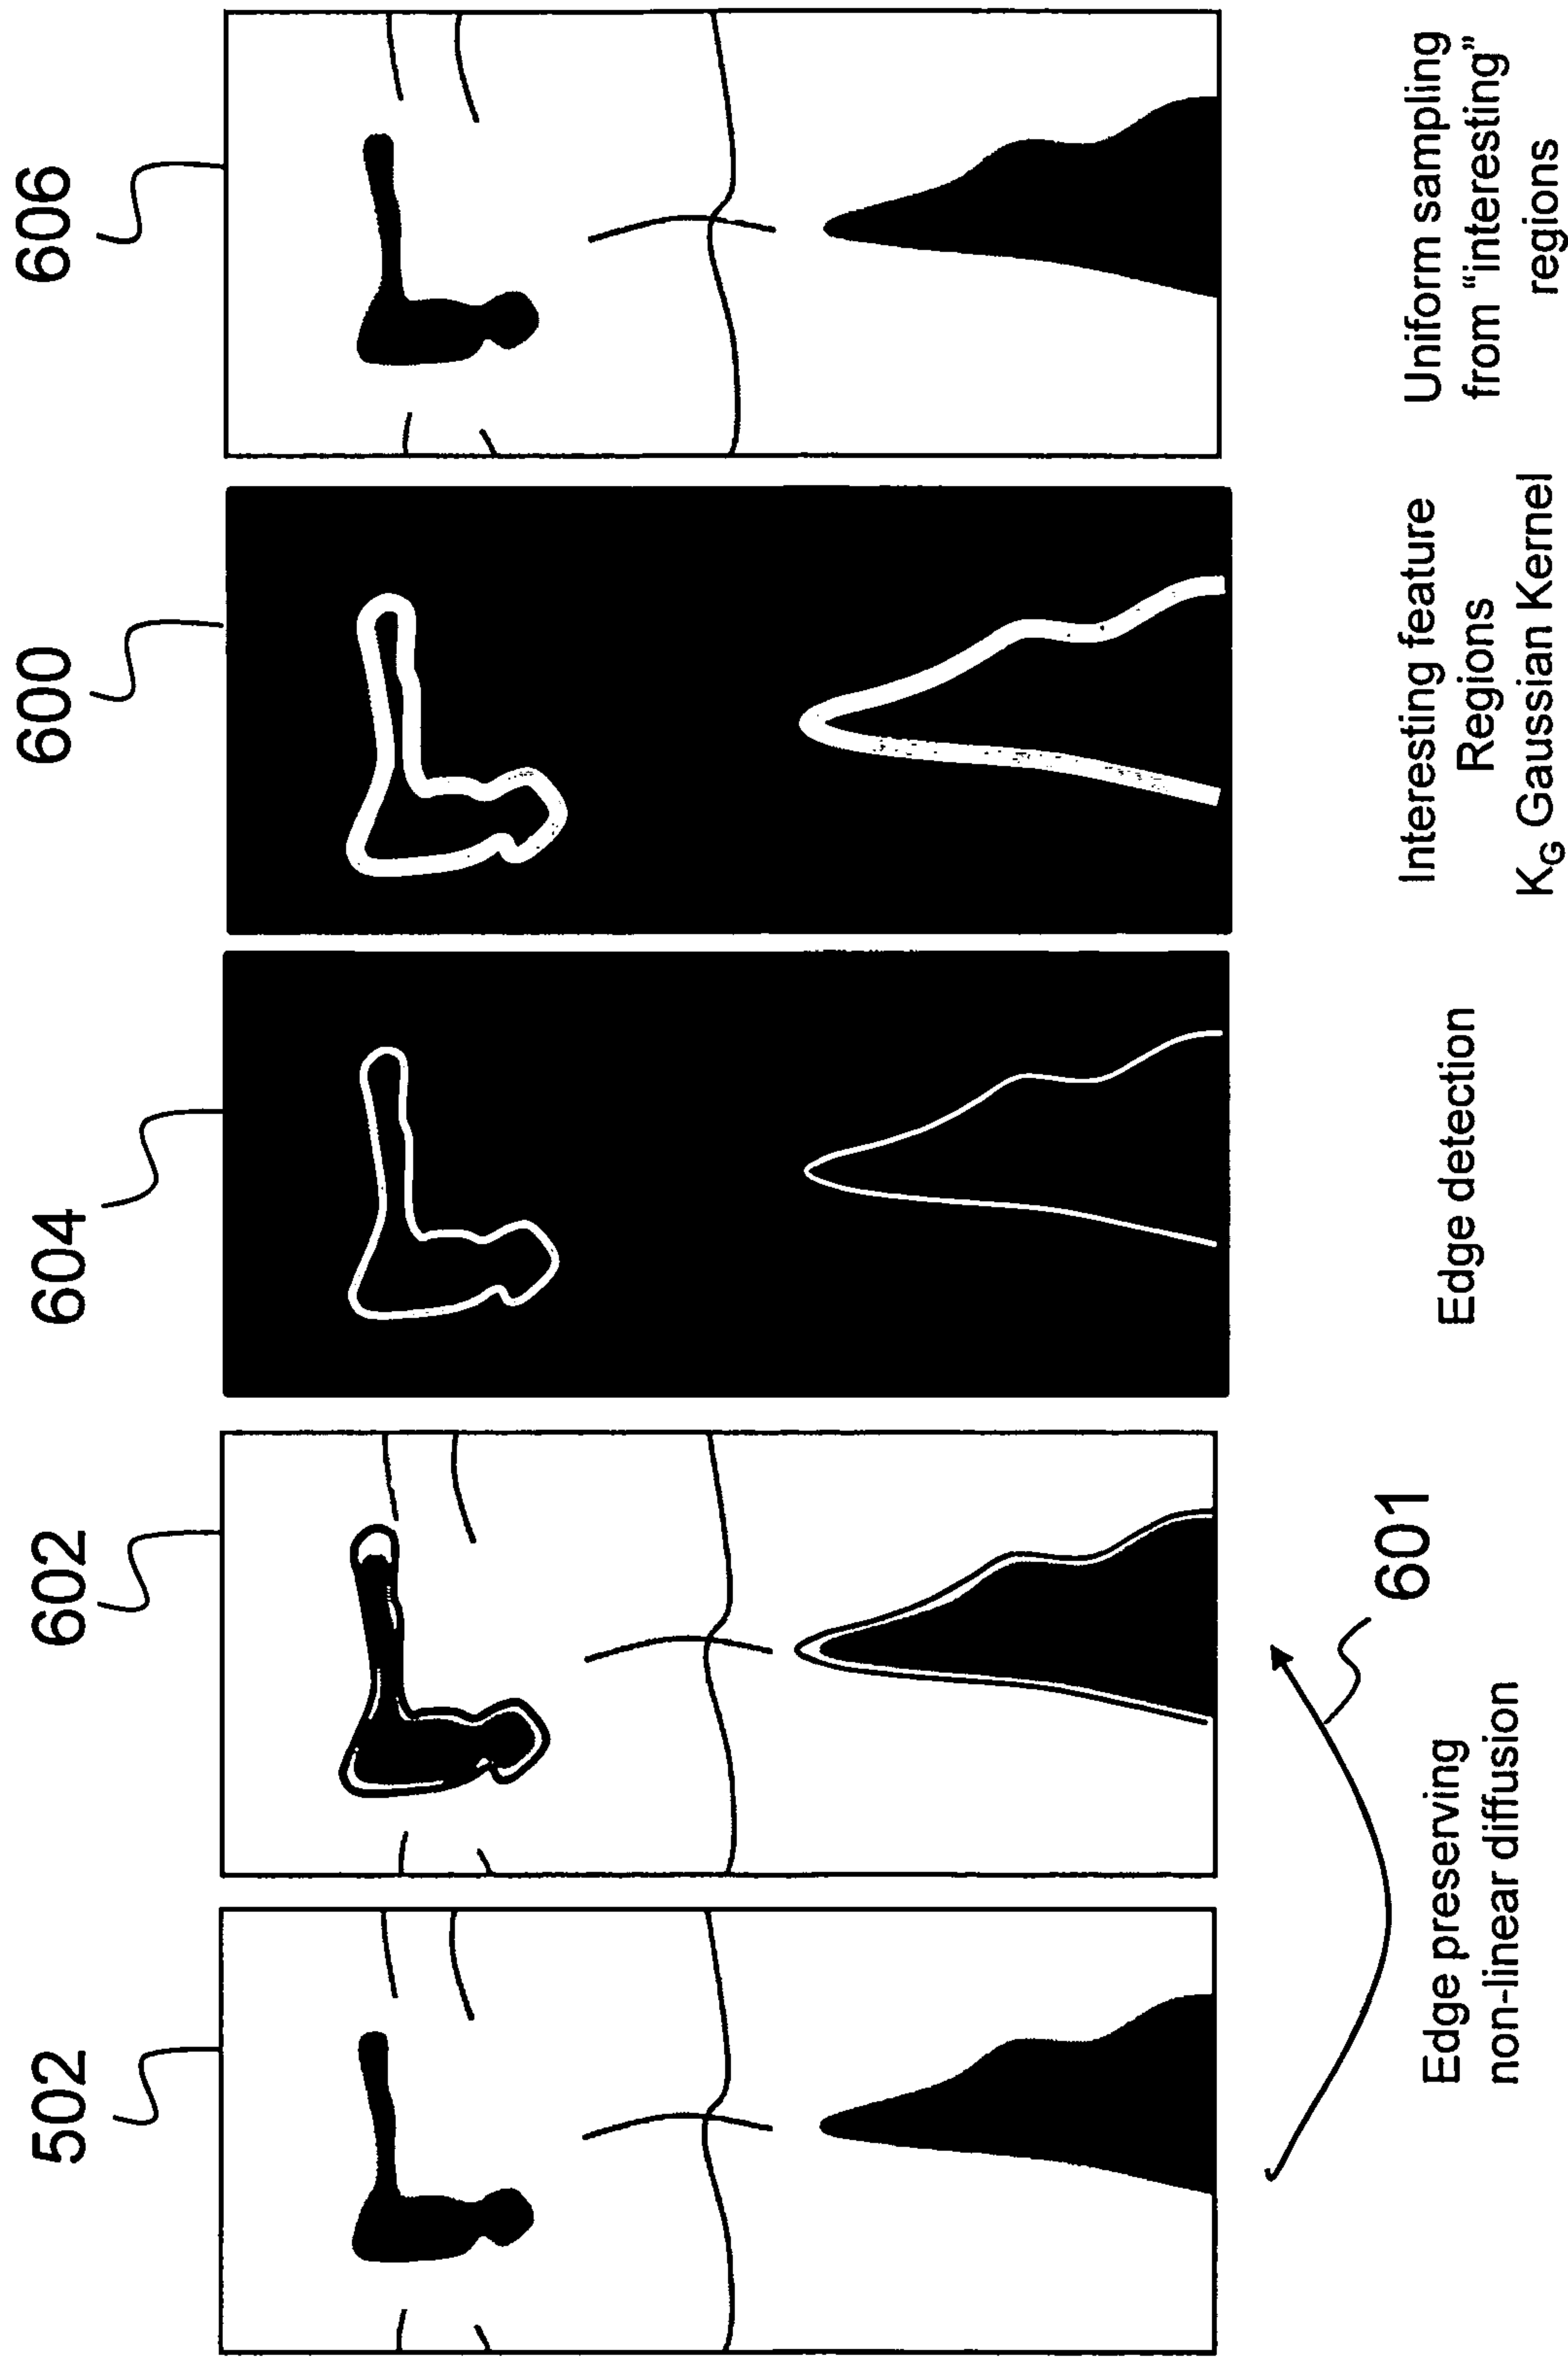 502
602
604
600
606
Edge preserving
non-linear diffusion
601
Edge detection
Interesting feature
Regions
K_G Gaussian Kernel
Uniform sampling
from “interesting”
regions